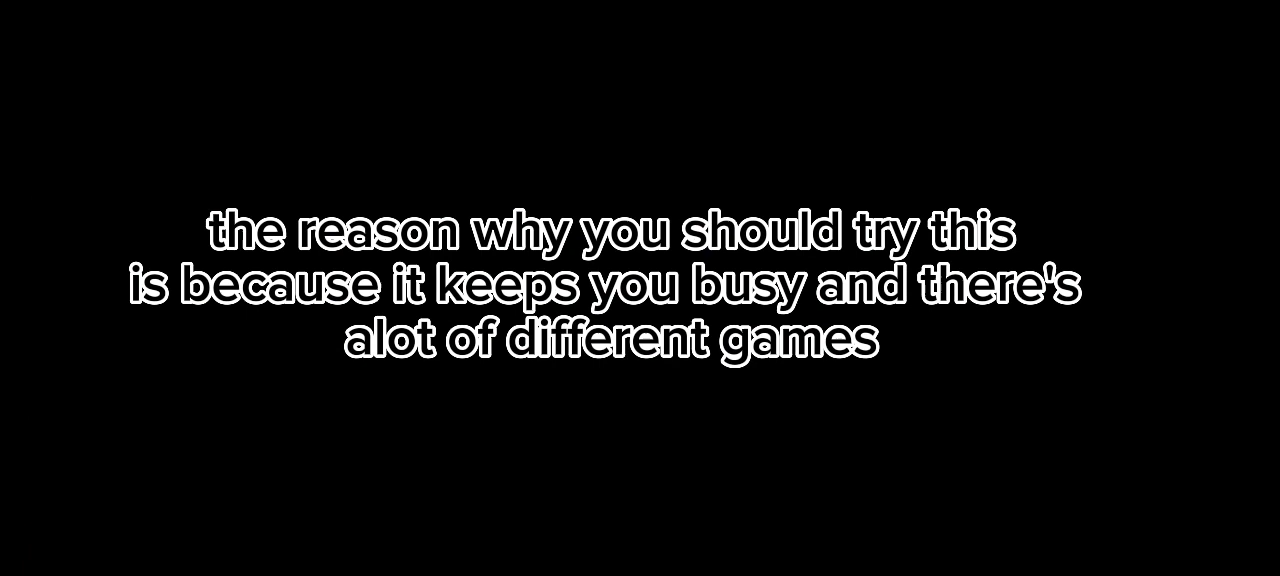 the reason why you should try this
is because it keeps you busy and there's
alot of different games